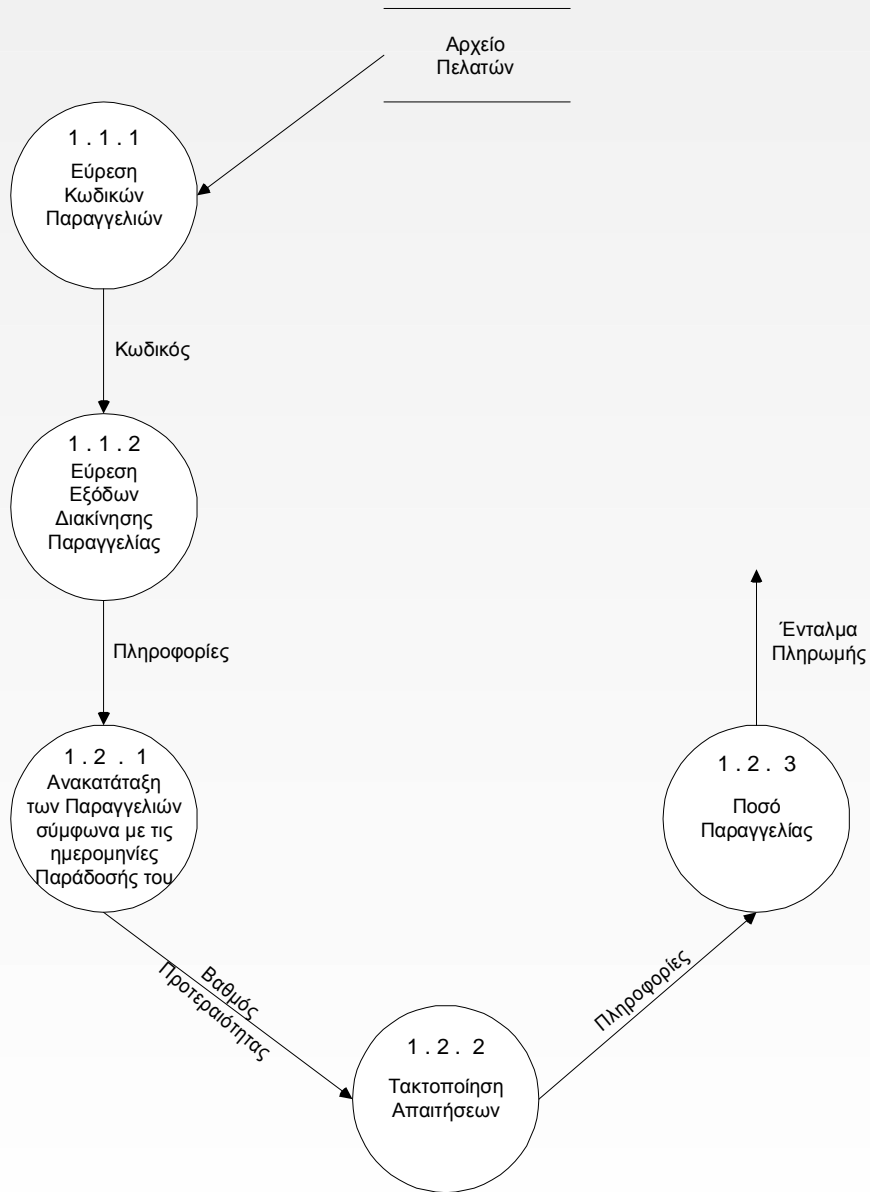 Αρχείο
Πελατών
1.1.1
Εύρεση
Κωδικών
Παραγγελιών
Κωδικός
1.1.2
Εύρεση
Εξόδων
Διακίνησης
Παραγγελίας
Πληροφορίες
1.2.1
Ανακατάταξη
των Παραγγελιών
σύμφωνα με τις
ημερομηνίες
Παράδοσής του
Βαθμός
Προτεραιότητας
1.2.2
Τακτοποίηση
Απαιτήσεων
Πληροφορίες
1.2.3
Ποσό
Παραγγελίας
Ένταλμα
Πληρωμής